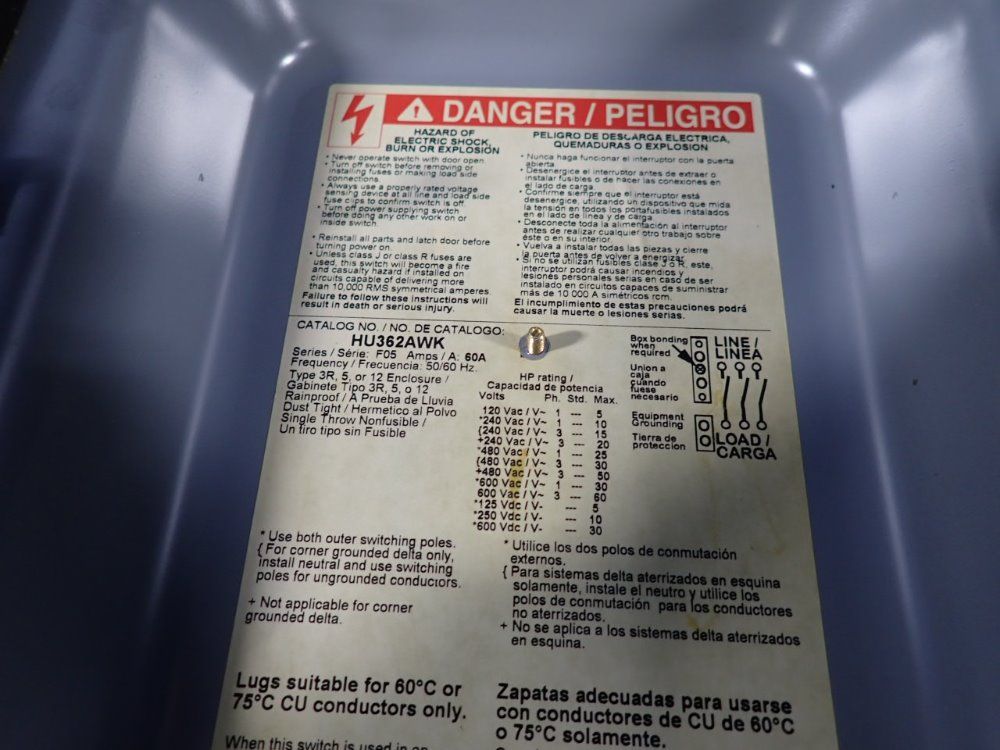 DANGER / PELIGRO
HAZARD OF
ELECTRIC SHOCK,
BURN OR EXPLOSION
• Never operate switch with door open.
• Turn off switch before removing or
installing fuses or making load side
connections.
• Always use a properly rated voltage
sensing device at all line and load side
fuse clips to confirm switch is off.
• Turn off power supplying switch
before doing any other work on or
inside switch.
• Reinstall all parts and latch door before
turning power on.
• Unless class J or class R fuses are
used, this switch will become a fire
and casualty hazard if installed on
circuits capable of delivering more
than 10,000 RMS symmetrical amperes.
Failure to follow these instructions will
result in death or serious injury.
PELIGRO DE DESCARGA ELECTRICA,
QUEMADURAS O EXPLOSION
• Nunca haga funcionar el interruptor con la puerta
abierta.
• Desenergice el interruptor antes de extraer o
instalar fusibles o de hacer las conexiones en
el lado de carga.
• Confirme siempre que el interruptor está
desenergice, utilizando un dispositivo que mida
la tensión en todos los portafusibles instalados
en el lado de línea y de carga.
• Desconecte toda la alimentación al interruptor
antes de realizar cualquier otro trabajo sobre
éste o en su interior.
• Vuelva a instalar todas las piezas y cierre
la puerta antes de volver a energizar.
• Si no se utilizan fusibles clase J o R, este,
interruptor podrá causar incendios y
lesiones personales serias en caso de ser
instalado en circuitos capaces de suministrar
más de 10 000 A simétricos rcm.
El incumplimiento de estas precauciones podrá
causar la muerte o lesiones serias.
CATALOG NO. / NO. DE CATALOGO:
HU362AWK
Series / Série: F05 Amps / A: 60A
Frequency / Frecuencia: 50/60 Hz.
Type 3R, 5, or 12 Enclosure /
Gabinete Tipo 3R, 5, o 12
Rainproof / A Prueba de Lluvia
Dust Tight / Hermetico al Polvo
Single Throw Nonfusible /
Un tiro tipo sin Fusible
HP rating /
Capacidad de potencia
Volts Ph. Std. Max.
120 Vac / V~ 1 --- 5
*240 Vac / V~ 1 --- 10
{240 Vac / V~ 3 --- 15
+240 Vac / V~ 3 --- 20
*480 Vac / V~ 1 --- 25
{480 Vac / V~ 3 --- 30
+480 Vac / V~ 3 --- 50
*600 Vac / V~ 1 --- 30
600 Vac / V~ 3 --- 60
*125 Vdc / V- --- 5
*250 Vdc / V- --- 10
*600 Vdc / V- --- 30
Box bonding
when
required
Union a
caja
cuando
fuese
necesario
Equipment
Grounding
Tierra de
proteccion
LINE /
LINEA
LOAD /
CARGA
* Use both outer switching poles.
{ For corner grounded delta only,
install neutral and use switching
poles for ungrounded conductors.
+ Not applicable for corner
grounded delta.
* Utilice los dos polos de conmutación
externos.
{ Para sistemas delta aterrizados en esquina
solamente, instale el neutro y utilice los
polos de conmutación para los conductores
no aterrizados.
+ No se aplica a los sistemas delta aterrizados
en esquina.
Lugs suitable for 60°C or
75°C CU conductors only.
Zapatas adecuadas para usarse
con conductores de CU de 60°C
o 75°C solamente.
When this switch is used in an